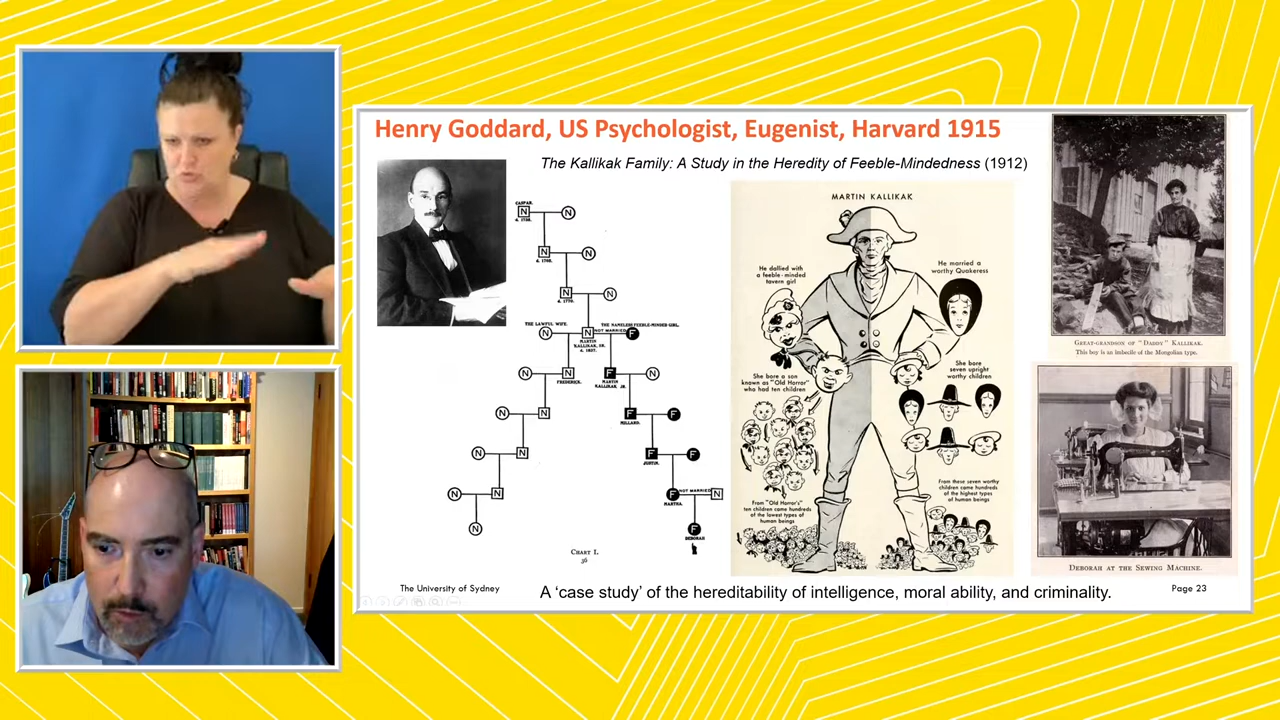 Henry Goddard, US Psychologist, Eugenist, Harvard 1915
The Kallikak Family: A Study in the Heredity of Feeble-Mindedness (1912)
CASPAR.
N
N
N
N
d. 1770.
N
N
THE LAWFUL WIFE.
THE NAMELESS FEEBLE-MINDED GIRL.
N
N
NOT MARRIED
F
MARTIN
KALLIKAK, SR.
d. 1837.
N
N
FREDERICK.
F
MARTIN
KALLIKAK JR.
N
N
N
F
MILLARD.
F
N
N
F
JUSTIN.
F
N
N
F
MARTHA.
NOT MARRIED
N
N
F
DEBORAH
CHART I.
36
MARTIN KALLIKAK
He dallied with
a feeble-minded
tavern girl
He married a
worthy Quakeress
She bore a son
known as "Old Horror"
who had ten children
She bore
seven upright
worthy children
From "Old Horror's"
ten children came hundreds
of the lowest types of
human beings
From these seven worthy
children came hundreds
of the highest types
of human beings
GREAT-GRANDSON OF "DADDY" KALLIKAK.
This boy is an imbecile of the Mongolian type.
DEBORAH AT THE SEWING MACHINE.
The University of Sydney
A 'case study' of the hereditability of intelligence, moral ability, and criminality.
Page 23